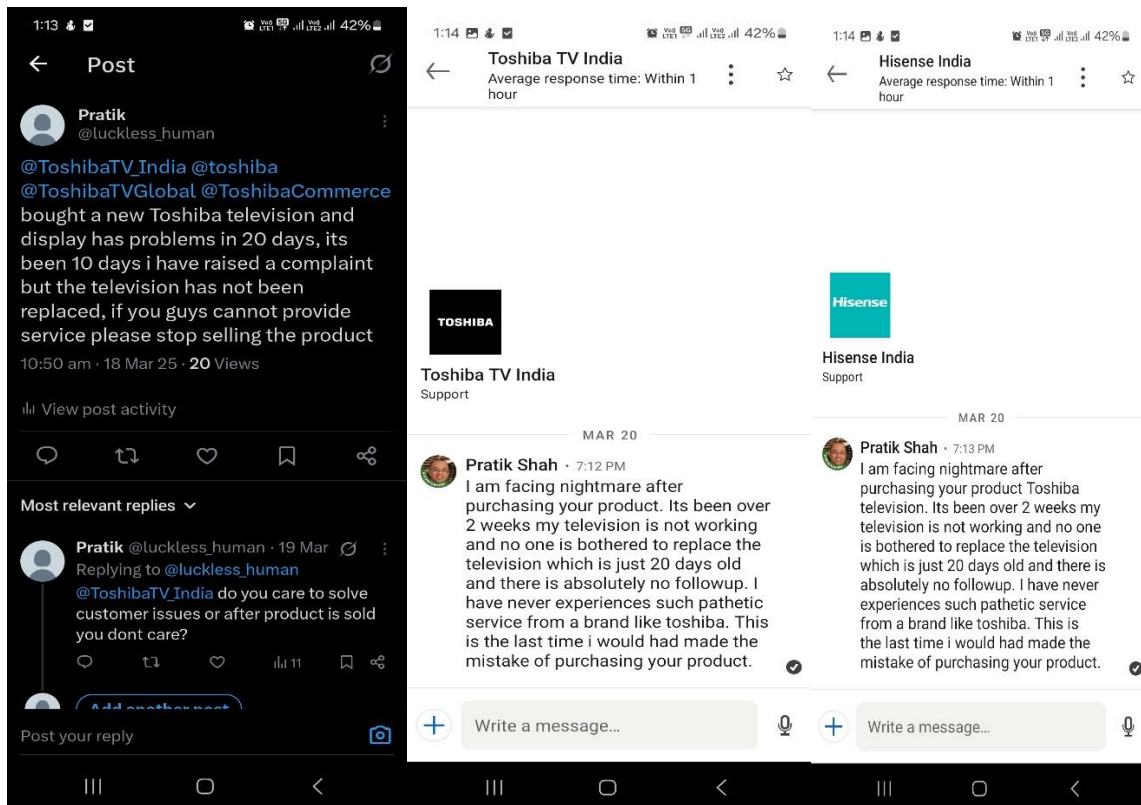 1:13
42%
Post
Pratik
@luckless_human
@ToshibaTV_India @toshiba
@ToshibaTVGlobal @ToshibaCommerce
bought a new Toshiba television and
display has problems in 20 days, its
been 10 days i have raised a complaint
but the television has not been
replaced, if you guys cannot provide
service please stop selling the product
10:50 am · 18 Mar 25 · 20 Views
View post activity
Most relevant replies
Pratik @luckless_human · 19 Mar
Replying to @luckless_human
@ToshibaTV_India do you care to solve
customer issues or after product is sold
you dont care?
11
Add another post
Post your reply
1:14
42%
Toshiba TV India
Average response time: Within 1
hour
TOSHIBA
Toshiba TV India
Support
MAR 20
Pratik Shah · 7:12 PM
I am facing nightmare after
purchasing your product. Its been over
2 weeks my television is not working
and no one is bothered to replace the
television which is just 20 days old
and there is absolutely no followup. I
have never experiences such pathetic
service from a brand like toshiba. This
is the last time i would had made the
mistake of purchasing your product.
Write a message...
1:14
42%
Hisense India
Average response time: Within 1
hour
Hisense
Hisense India
Support
MAR 20
Pratik Shah · 7:13 PM
I am facing nightmare after
purchasing your product Toshiba
television. Its been over 2 weeks my
television is not working and no one
is bothered to replace the television
which is just 20 days old and there is
absolutely no followup. I have never
experiences such pathetic service
from a brand like toshiba. This is
the last time i would had made the
mistake of purchasing your product.
Write a message...